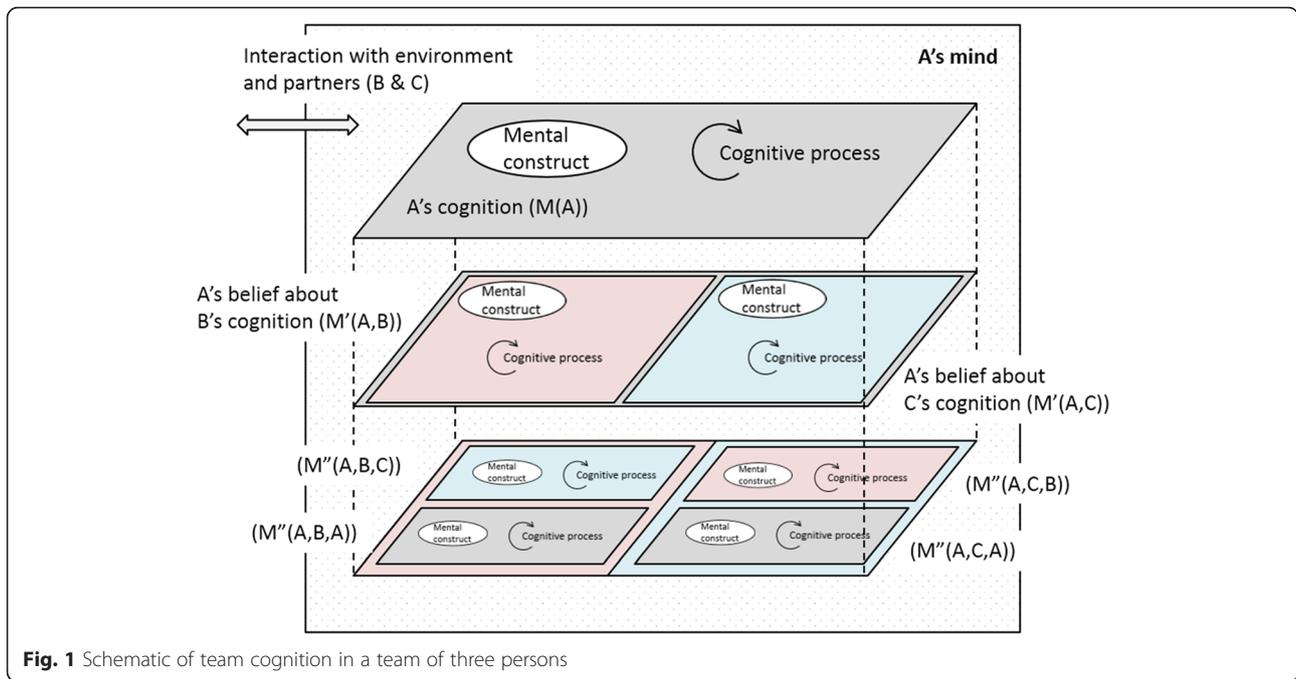 Interaction with environment
and partners (B & C)
A's mind
Mental
construct
Cognitive process
A's cognition (M(A))
A's belief about
B's cognition (M'(A,B))
Mental
construct
Cognitive process
Mental
construct
Cognitive process
A's belief about
C's cognition (M'(A,C))
(M"(A,B,C))
Mental
construct
Cognitive process
Mental
construct
Cognitive process
(M"(A,C,B))
(M"(A,B,A))
Mental
construct
Cognitive process
Mental
construct
Cognitive process
(M"(A,C,A))
Fig. 1 Schematic of team cognition in a team of three persons